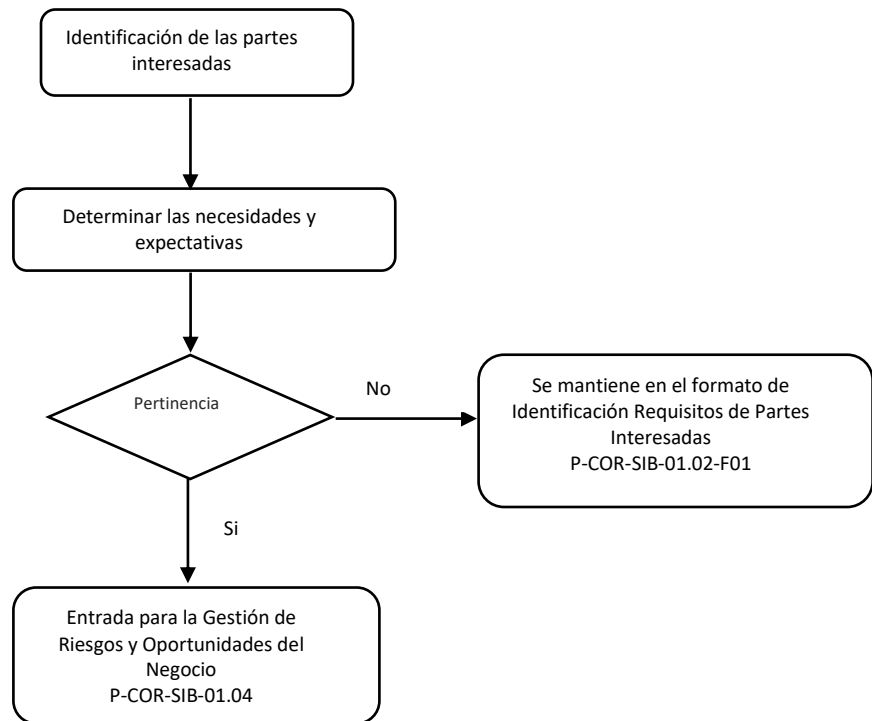 Identificación de las partes
interesadas
Determinar las necesidades y
expectativas
Pertinencia
No
Se mantiene en el formato de
Identificación Requisitos de Partes
Interesadas
P-COR-SIB-01.02-F01
Si
Entrada para la Gestión de
Riesgos y Oportunidades del
Negocio
P-COR-SIB-01.04